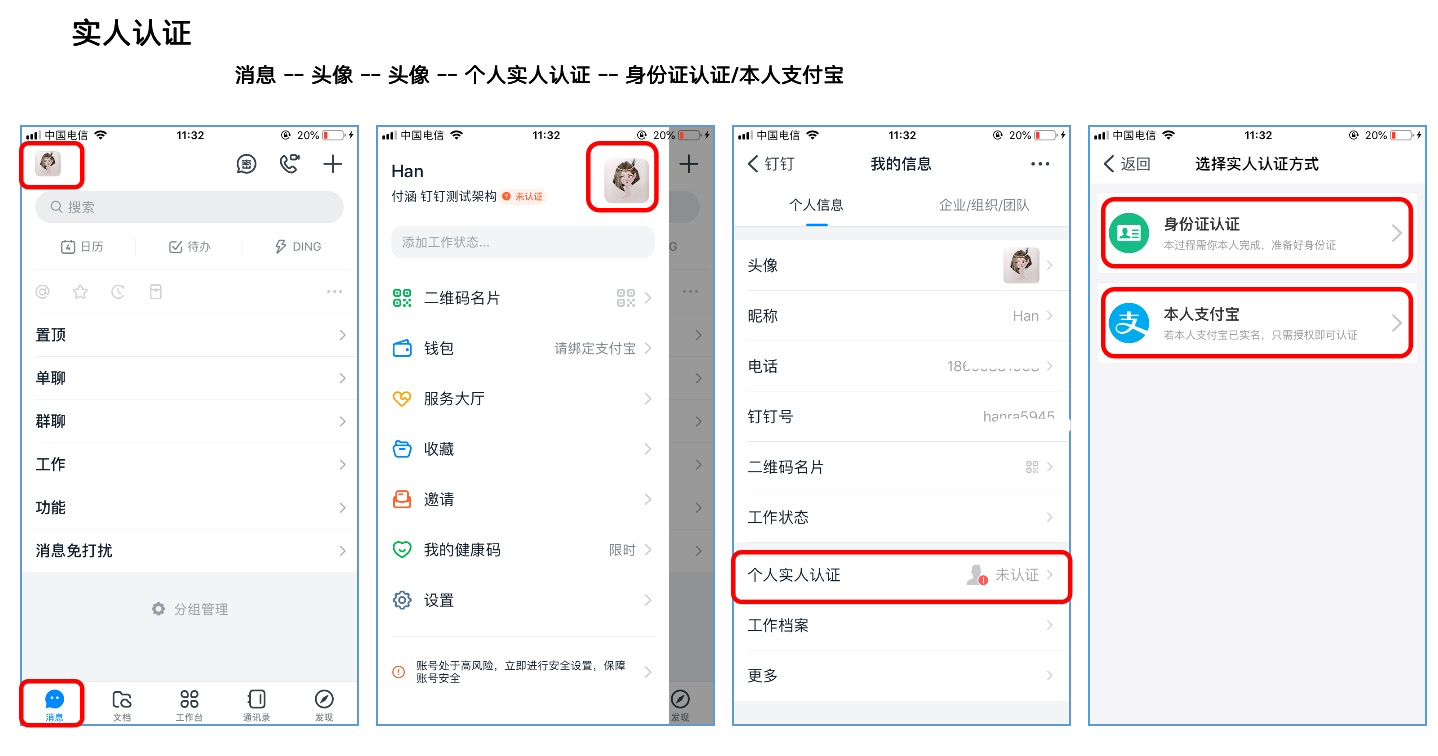 实人认证
消息 -- 头像 -- 头像 -- 个人实人认证 -- 身份证认证/本人支付宝
中国电信 11:32 20%
搜索
4 日历 待办 DING
置顶
单聊
群聊
工作
功能
消息免打扰
分组管理
消息 文档 工作台 通讯录 发现
中国电信 11:32 20%
Han
付涵 钉钉测试架构 未认证
添加工作状态...
G
二维码名片
钱包 请绑定支付宝
服务大厅
收藏
邀请
我的健康码 限时
设置
账号处于高风险，立即进行安全设置，保障
账号安全
发现
中国电信 11:32 20%
钉钉 我的信息
个人信息 企业/组织/团队
头像
昵称 Han
电话
钉钉号
二维码名片
工作状态
个人实人认证 未认证
工作档案
更多
中国电信 11:32 20%
返回 选择实人认证方式
身份证认证
本过程需你本人完成，准备好身份证
支 本人支付宝
若本人支付宝已实名，只需授权即可认证